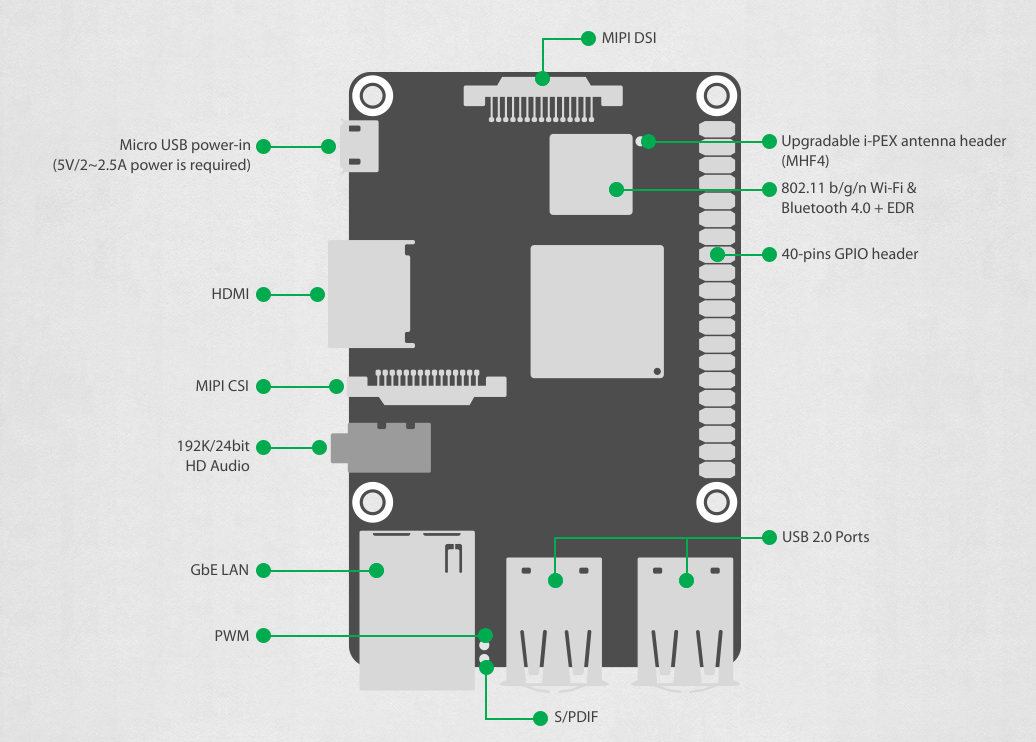 MIPI DSI
Micro USB power-in
(5V/2~2.5A power is required)
Upgradable i-PEX antenna header
(MHF4)
802.11 b/g/n Wi-Fi &
Bluetooth 4.0 + EDR
40-pins GPIO header
HDMI
MIPI CSI
192K/24bit
HD Audio
USB 2.0 Ports
GbE LAN
PWM
S/PDIF